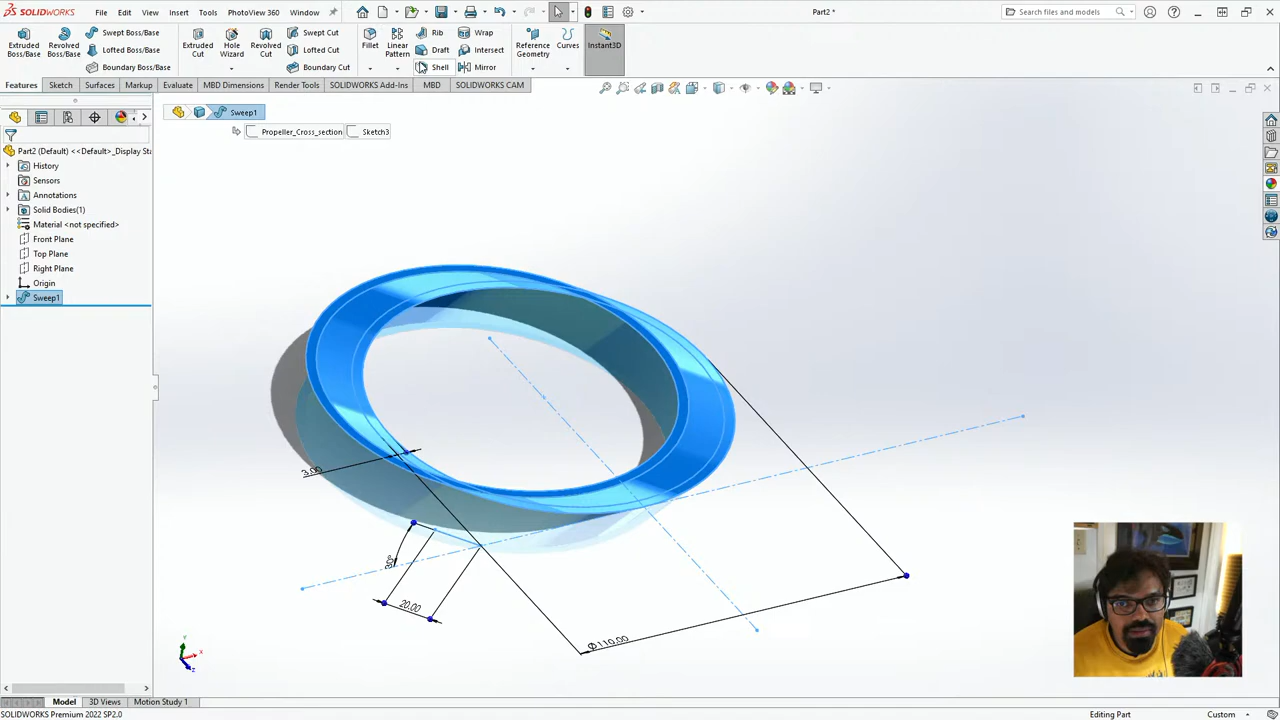 SOLIDWORKS File Edit View Insert Tools PhotoView 360 Window Part2 * Search Commands
Extruded Boss/Base
Revolved Boss/Base
Swept Boss/Base
Lofted Boss/Base
Boundary Boss/Base
Extruded Cut
Hole Wizard
Revolved Cut
Swept Cut
Lofted Cut
Boundary Cut
Fillet
Linear Pattern
Rib
Draft
Shell
Wrap
Intersect
Mirror
Reference Geometry
Curves
Instant3D
Features Sketch Surfaces Markup Evaluate MBD Dimensions Render Tools SOLIDWORKS Add-Ins MBD SOLIDWORKS CAM
Sweep1
Propeller_Cross_section Sketch3
Part2 (Default) <<Default>_Display Sta
History
Sensors
Annotations
Solid Bodies(1)
Material <not specified>
Front Plane
Top Plane
Right Plane
Origin
Sweep1
3.00
30°
20.00
Ø110.00
Y
X
Z
Model 3D Views Motion Study 1
SOLIDWORKS Premium 2022 SP2.0 Editing Part Custom